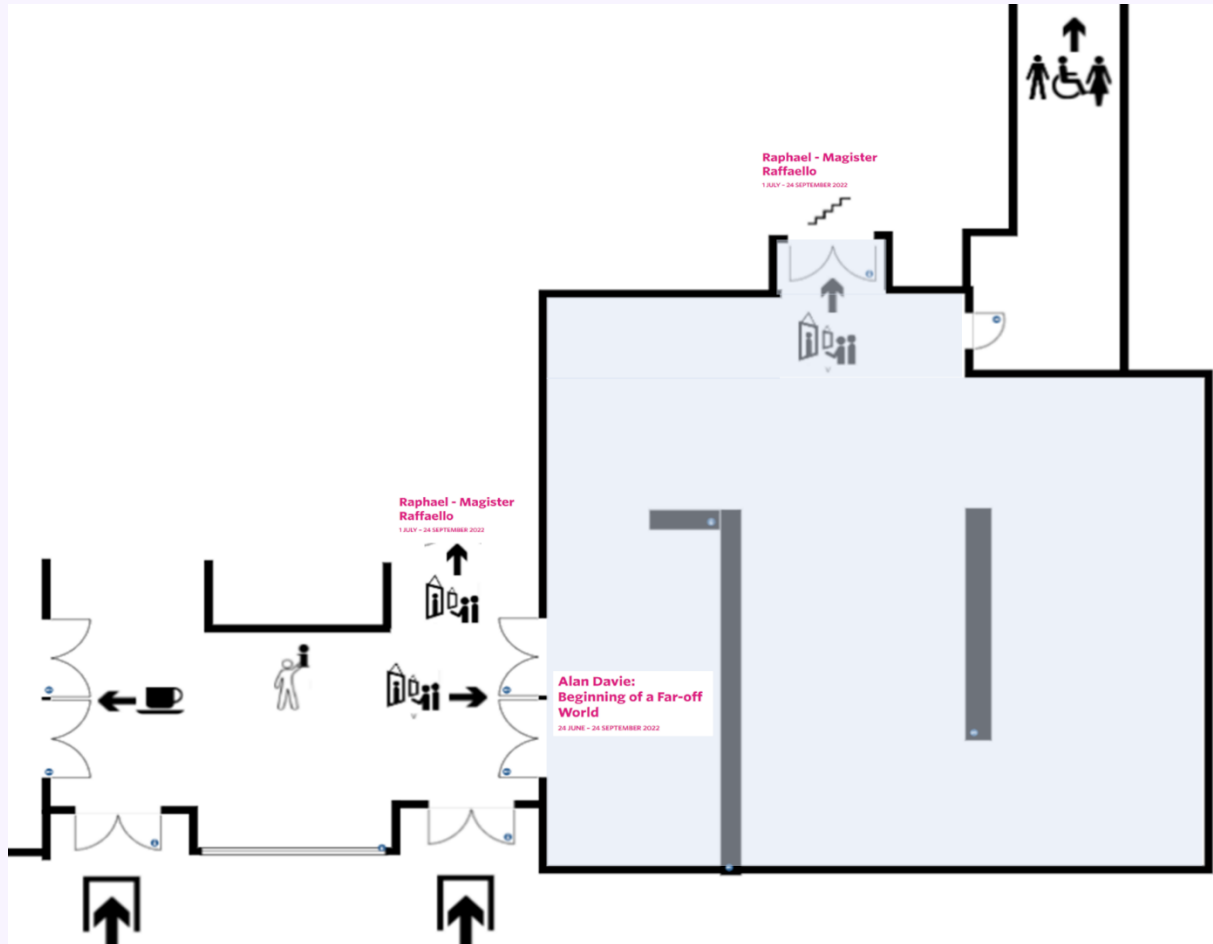 Raphael - Magister
Raffaello
1 JULY – 24 SEPTEMBER 2022
Raphael - Magister
Raffaello
1 JULY – 24 SEPTEMBER 2022
Alan Davie:
Beginning of a Far-off
World
24 JUNE – 24 SEPTEMBER 2022